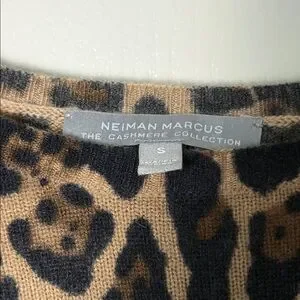 NEIMAN MARCUS
THE CASHMERE COLLECTION
S